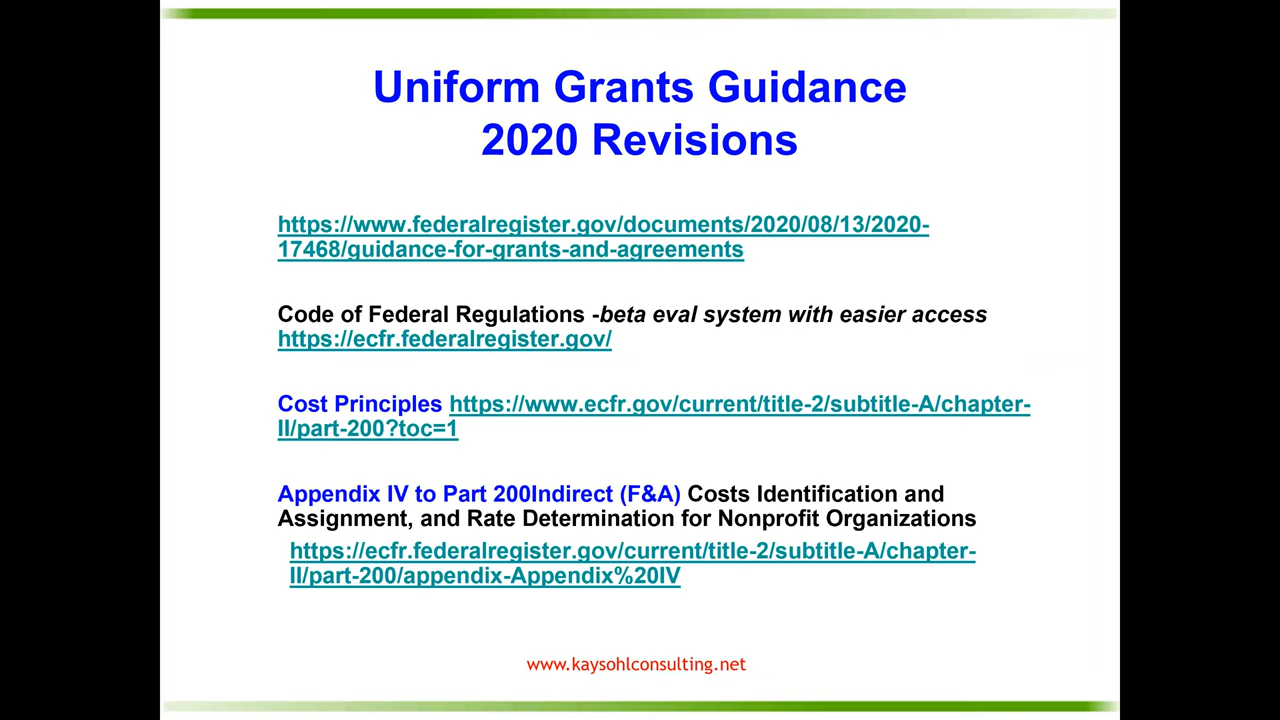 Uniform Grants Guidance
2020 Revisions
https://www.federalregister.gov/documents/2020/08/13/2020-
17468/guidance-for-grants-and-agreements
Code of Federal Regulations -beta eval system with easier access
https://ecfr.federalregister.gov/
Cost Principles https://www.ecfr.gov/current/title-2/subtitle-A/chapter-
II/part-200?toc=1
Appendix IV to Part 200Indirect (F&A) Costs Identification and
Assignment, and Rate Determination for Nonprofit Organizations
https://ecfr.federalregister.gov/current/title-2/subtitle-A/chapter-
II/part-200/appendix-Appendix%20IV
www.kaysohlconsulting.net